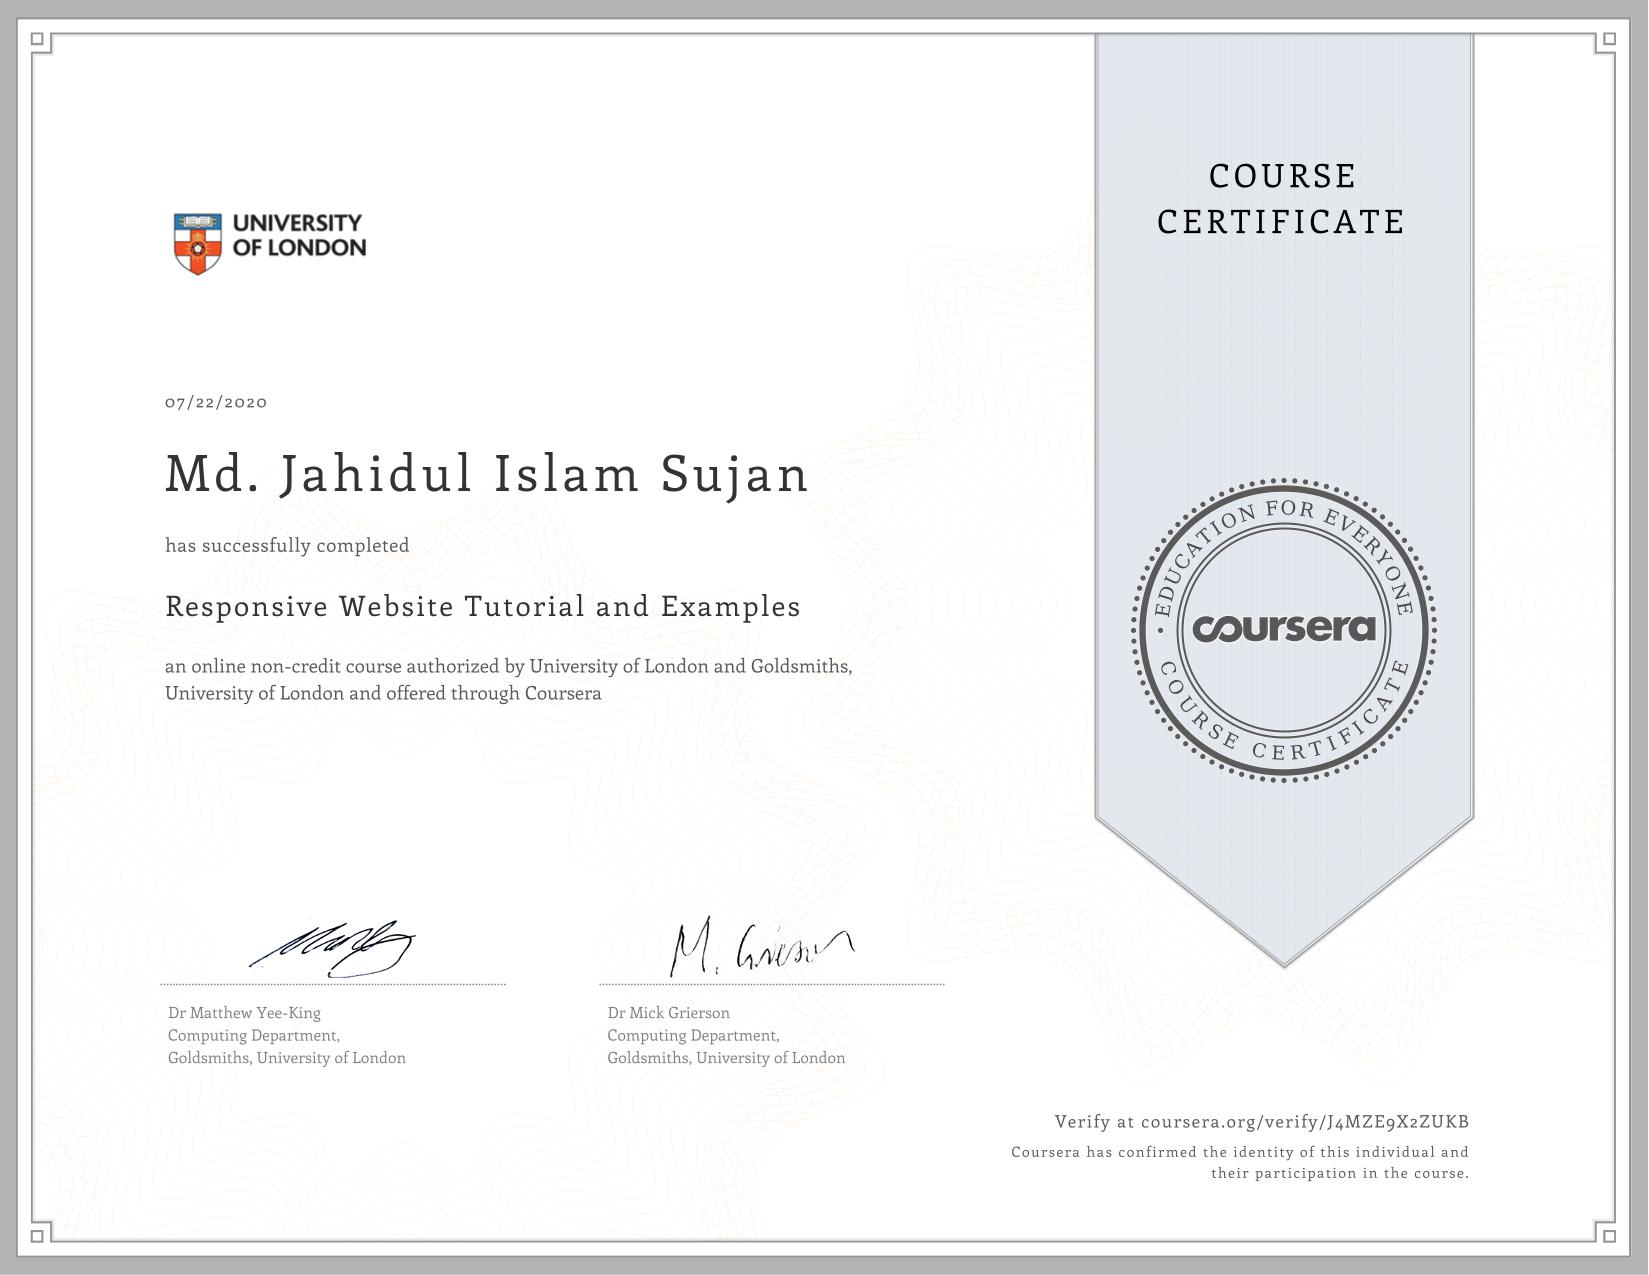 COURSE
CERTIFICATE
UNIVERSITY
OF LONDON
07/22/2020
Md. Jahidul Islam Sujan
has successfully completed
Responsive Website Tutorial and Examples
an online non-credit course authorized by University of London and Goldsmiths,
University of London and offered through Coursera
• EDUCATION FOR EVERYONE
coursera
COURSE CERTIFICATE
M. Grierson
Dr Matthew Yee-King
Computing Department,
Goldsmiths, University of London
Dr Mick Grierson
Computing Department,
Goldsmiths, University of London
Verify at coursera.org/verify/J4MZE9X2ZUKB
Coursera has confirmed the identity of this individual and
their participation in the course.